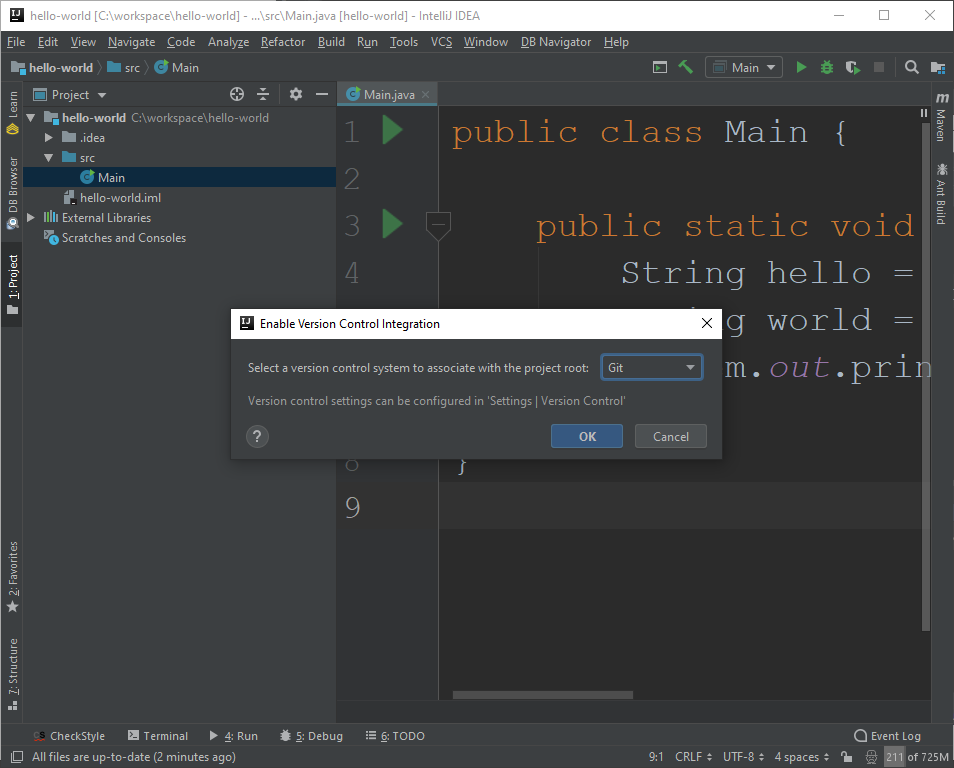 hello-world [C:\workspace\hello-world] - ...\src\Main.java [hello-world] - IntelliJ IDEA
File Edit View Navigate Code Analyze Refactor Build Run Tools VCS Window DB Navigator Help
hello-world src Main Main
Project Main.java
hello-world C:\workspace\hello-world
.idea
src
Main
hello-world.iml
External Libraries
Scratches and Consoles
Learn
DB Browser
1: Project
2: Favorites
7: Structure
1 public class Main {
2
3 public static void
4 String hello =
g world =
m.out.prin
8 }
9
Maven
Ant Build
Enable Version Control Integration
Select a version control system to associate with the project root: Git
Version control settings can be configured in 'Settings | Version Control'
? OK Cancel
CheckStyle Terminal 4: Run 5: Debug 6: TODO Event Log
All files are up-to-date (2 minutes ago) 9:1 CRLF UTF-8 4 spaces 211 of 725M